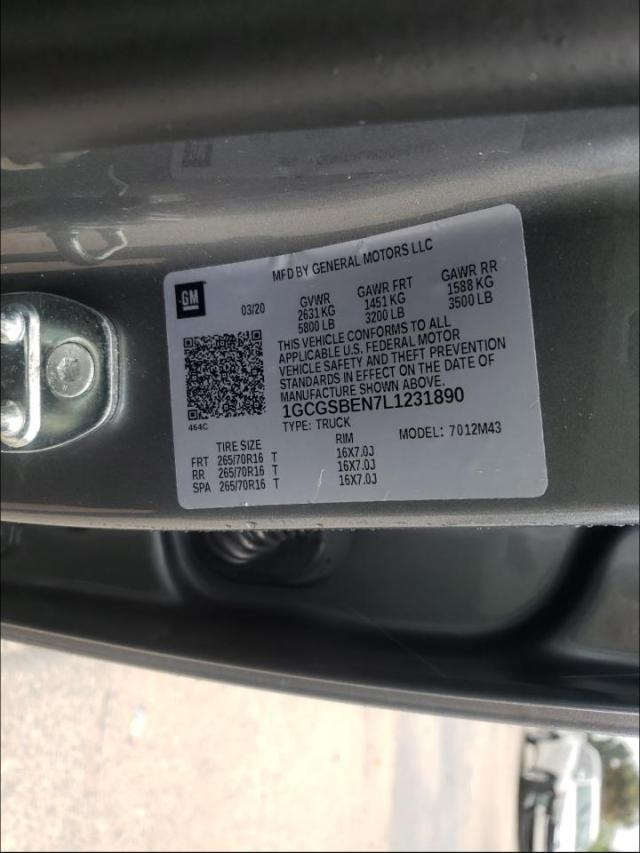 MFD BY GENERAL MOTORS LLC
GM
03/20
GVWR
2631 KG
5800 LB
GAWR FRT
1451 KG
3200 LB
GAWR RR
1588 KG
3500 LB
THIS VEHICLE CONFORMS TO ALL
APPLICABLE U.S. FEDERAL MOTOR
VEHICLE SAFETY AND THEFT PREVENTION
STANDARDS IN EFFECT ON THE DATE OF
MANUFACTURE SHOWN ABOVE.
1GCGSBEN7L1231890
464C
TYPE: TRUCK
MODEL: 7012M43
TIRE SIZE RIM
FRT 265/70R16 T 16X7.0J
RR 265/70R16 T 16X7.0J
SPA 265/70R16 T 16X7.0J